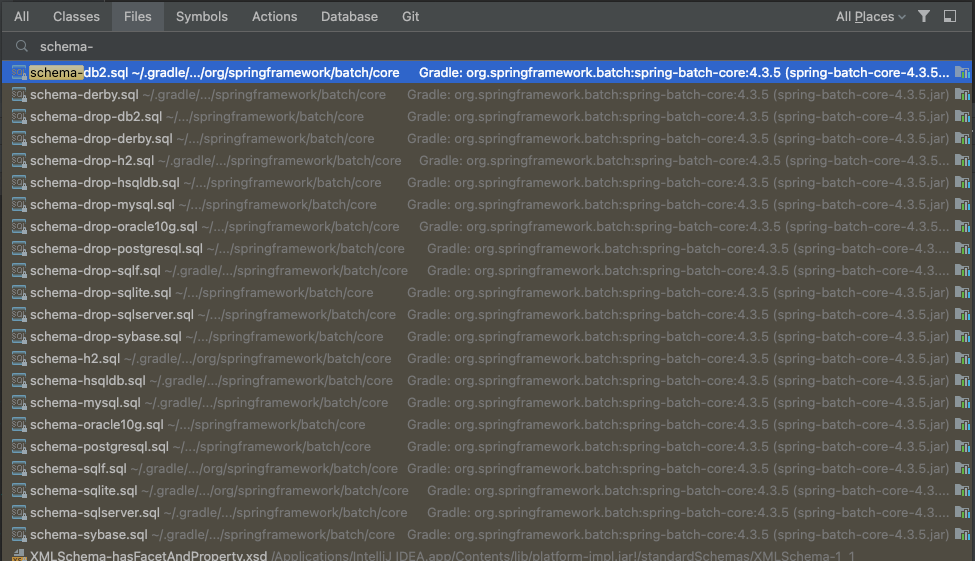 All Classes Files Symbols Actions Database Git All Places
schema-
schema-db2.sql ~/.gradle/.../org/springframework/batch/core Gradle: org.springframework.batch:spring-batch-core:4.3.5 (spring-batch-core-4.3.5...
schema-derby.sql ~/.gradle/.../springframework/batch/core Gradle: org.springframework.batch:spring-batch-core:4.3.5 (spring-batch-core-4.3.5.jar)
schema-drop-db2.sql ~/.../springframework/batch/core Gradle: org.springframework.batch:spring-batch-core:4.3.5 (spring-batch-core-4.3.5.jar)
schema-drop-derby.sql ~/.../springframework/batch/core Gradle: org.springframework.batch:spring-batch-core:4.3.5 (spring-batch-core-4.3.5.jar)
schema-drop-h2.sql ~/.gradle/.../springframework/batch/core Gradle: org.springframework.batch:spring-batch-core:4.3.5 (spring-batch-core-4.3.5...
schema-drop-hsqldb.sql ~/.../springframework/batch/core Gradle: org.springframework.batch:spring-batch-core:4.3.5 (spring-batch-core-4.3.5.jar)
schema-drop-mysql.sql ~/.../springframework/batch/core Gradle: org.springframework.batch:spring-batch-core:4.3.5 (spring-batch-core-4.3.5.jar)
schema-drop-oracle10g.sql ~/.../springframework/batch/core Gradle: org.springframework.batch:spring-batch-core:4.3.5 (spring-batch-core-4.3.5...
schema-drop-postgresql.sql ~/.../springframework/batch/core Gradle: org.springframework.batch:spring-batch-core:4.3.5 (spring-batch-core-4.3....
schema-drop-sqlf.sql ~/.gradle/.../springframework/batch/core Gradle: org.springframework.batch:spring-batch-core:4.3.5 (spring-batch-core-4.3.5...
schema-drop-sqlite.sql ~/.../springframework/batch/core Gradle: org.springframework.batch:spring-batch-core:4.3.5 (spring-batch-core-4.3.5.jar)
schema-drop-sqlserver.sql ~/.../springframework/batch/core Gradle: org.springframework.batch:spring-batch-core:4.3.5 (spring-batch-core-4.3.5.jar)
schema-drop-sybase.sql ~/.../springframework/batch/core Gradle: org.springframework.batch:spring-batch-core:4.3.5 (spring-batch-core-4.3.5.jar)
schema-h2.sql ~/.gradle/.../org/springframework/batch/core Gradle: org.springframework.batch:spring-batch-core:4.3.5 (spring-batch-core-4.3.5.jar)
schema-hsqldb.sql ~/.gradle/.../springframework/batch/core Gradle: org.springframework.batch:spring-batch-core:4.3.5 (spring-batch-core-4.3.5.jar)
schema-mysql.sql ~/.gradle/.../springframework/batch/core Gradle: org.springframework.batch:spring-batch-core:4.3.5 (spring-batch-core-4.3.5.jar)
schema-oracle10g.sql ~/.../springframework/batch/core Gradle: org.springframework.batch:spring-batch-core:4.3.5 (spring-batch-core-4.3.5.jar)
schema-postgresql.sql ~/.../springframework/batch/core Gradle: org.springframework.batch:spring-batch-core:4.3.5 (spring-batch-core-4.3.5.jar)
schema-sqlf.sql ~/.gradle/.../org/springframework/batch/core Gradle: org.springframework.batch:spring-batch-core:4.3.5 (spring-batch-core-4.3.5.jar)
schema-sqlite.sql ~/.gradle/.../org/springframework/batch/core Gradle: org.springframework.batch:spring-batch-core:4.3.5 (spring-batch-core-4.3....
schema-sqlserver.sql ~/.../springframework/batch/core Gradle: org.springframework.batch:spring-batch-core:4.3.5 (spring-batch-core-4.3.5.jar)
schema-sybase.sql ~/.gradle/.../springframework/batch/core Gradle: org.springframework.batch:spring-batch-core:4.3.5 (spring-batch-core-4.3.5.jar)
XMLSchema-hasFacetAndProperty.xsd /Applications/IntelliJ IDEA.app/Contents/lib/platform-impl.jar!/standardSchemas/XMLSchema-1_1